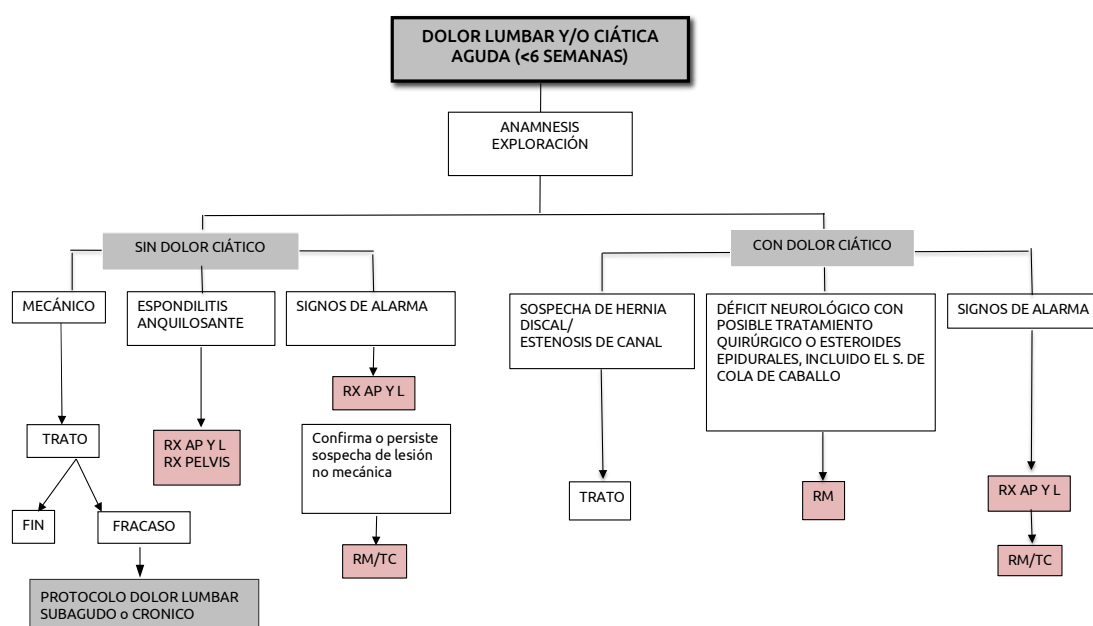 DOLOR LUMBAR Y/O CIÁTICA
AGUDA (<6 SEMANAS)
ANAMNESIS
EXPLORACIÓN
SIN DOLOR CIÁTICO
CON DOLOR CIÁTICO
MECÁNICO
ESPONDILITIS
ANQUILOSANTE
SIGNOS DE ALARMA
SOSPECHA DE HERNIA
DISCAL/
ESTENOSIS DE CANAL
DÉFICIT NEUROLÓGICO CON
POSIBLE TRATAMIENTO
QUIRÚRGICO O ESTEROIDES
EPIDURALES, INCLUIDO EL S. DE
COLA DE CABALLO
SIGNOS DE ALARMA
RX AP Y L
TRATO
RX AP Y L
RX PELVIS
Confirma o persiste
sospecha de lesión
no mecánica
TRATO
RM
RX AP Y L
FIN
FRACASO
RM/TC
RM/TC
PROTOCOLO DOLOR LUMBAR
SUBAGUDO o CRONICO